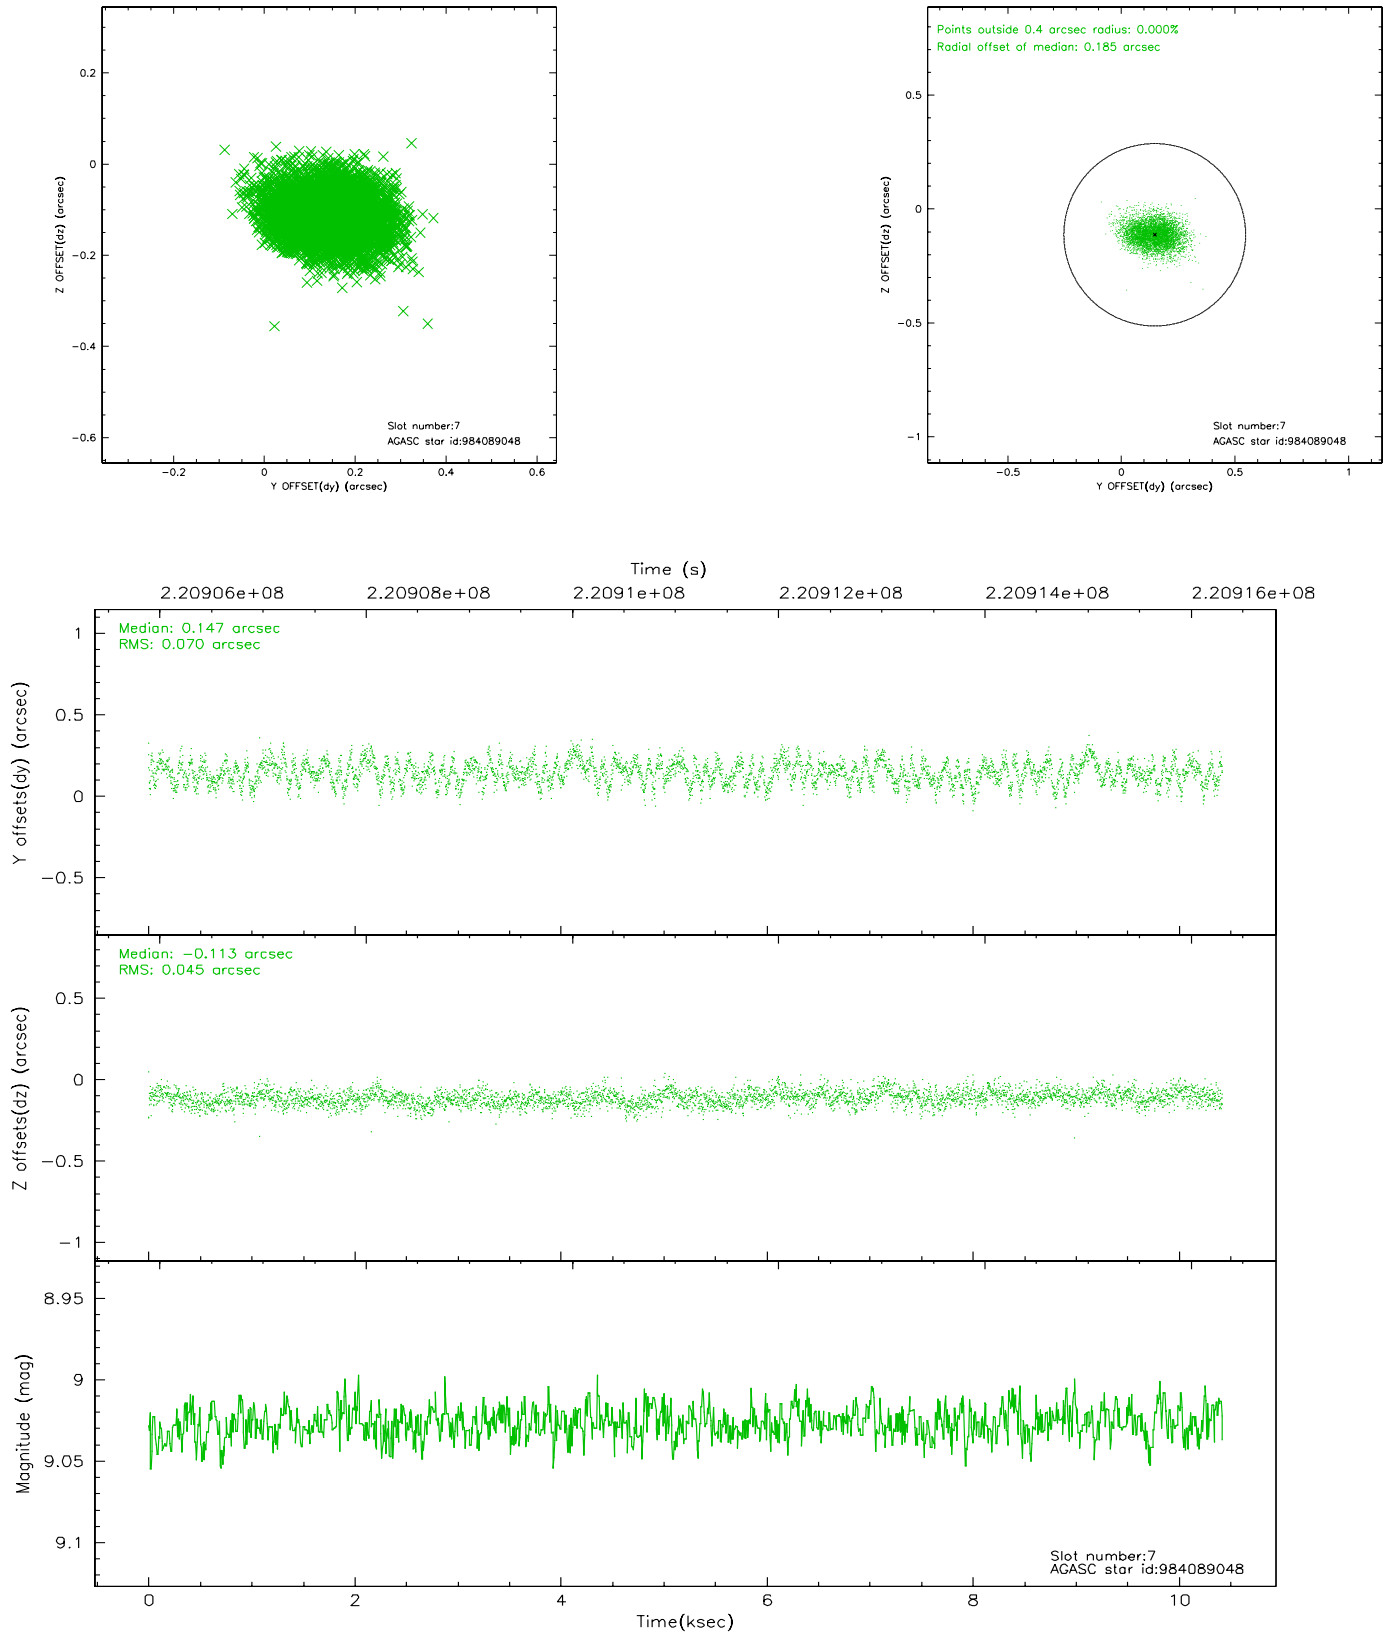 0.2
0
-0.2
-0.4
-0.6
Z OFFSET(dz) (arcsec)
Slot number:7
AGASC star id:984089048
-0.2 0 0.2 0.4 0.6
Y OFFSET(dy) (arcsec)
Points outside 0.4 arcsec radius: 0.000%
Radial offset of median: 0.185 arcsec
0.5
0
-0.5
-1
Z OFFSET(dz) (arcsec)
Slot number:7
AGASC star id:984089048
-0.5 0 0.5 1
Y OFFSET(dy) (arcsec)
Time (s)
2.20906e+08 2.20908e+08 2.2091e+08 2.20912e+08 2.20914e+08 2.20916e+08
Median: 0.147 arcsec
RMS: 0.070 arcsec
1
0.5
0
-0.5
Y offsets(dy) (arcsec)
Median: -0.113 arcsec
RMS: 0.045 arcsec
0.5
0
-0.5
-1
Z offsets(dz) (arcsec)
8.95
9
9.05
9.1
Magnitude (mag)
Slot number:7
AGASC star id:984089048
0 2 4 6 8 10
Time(ksec)